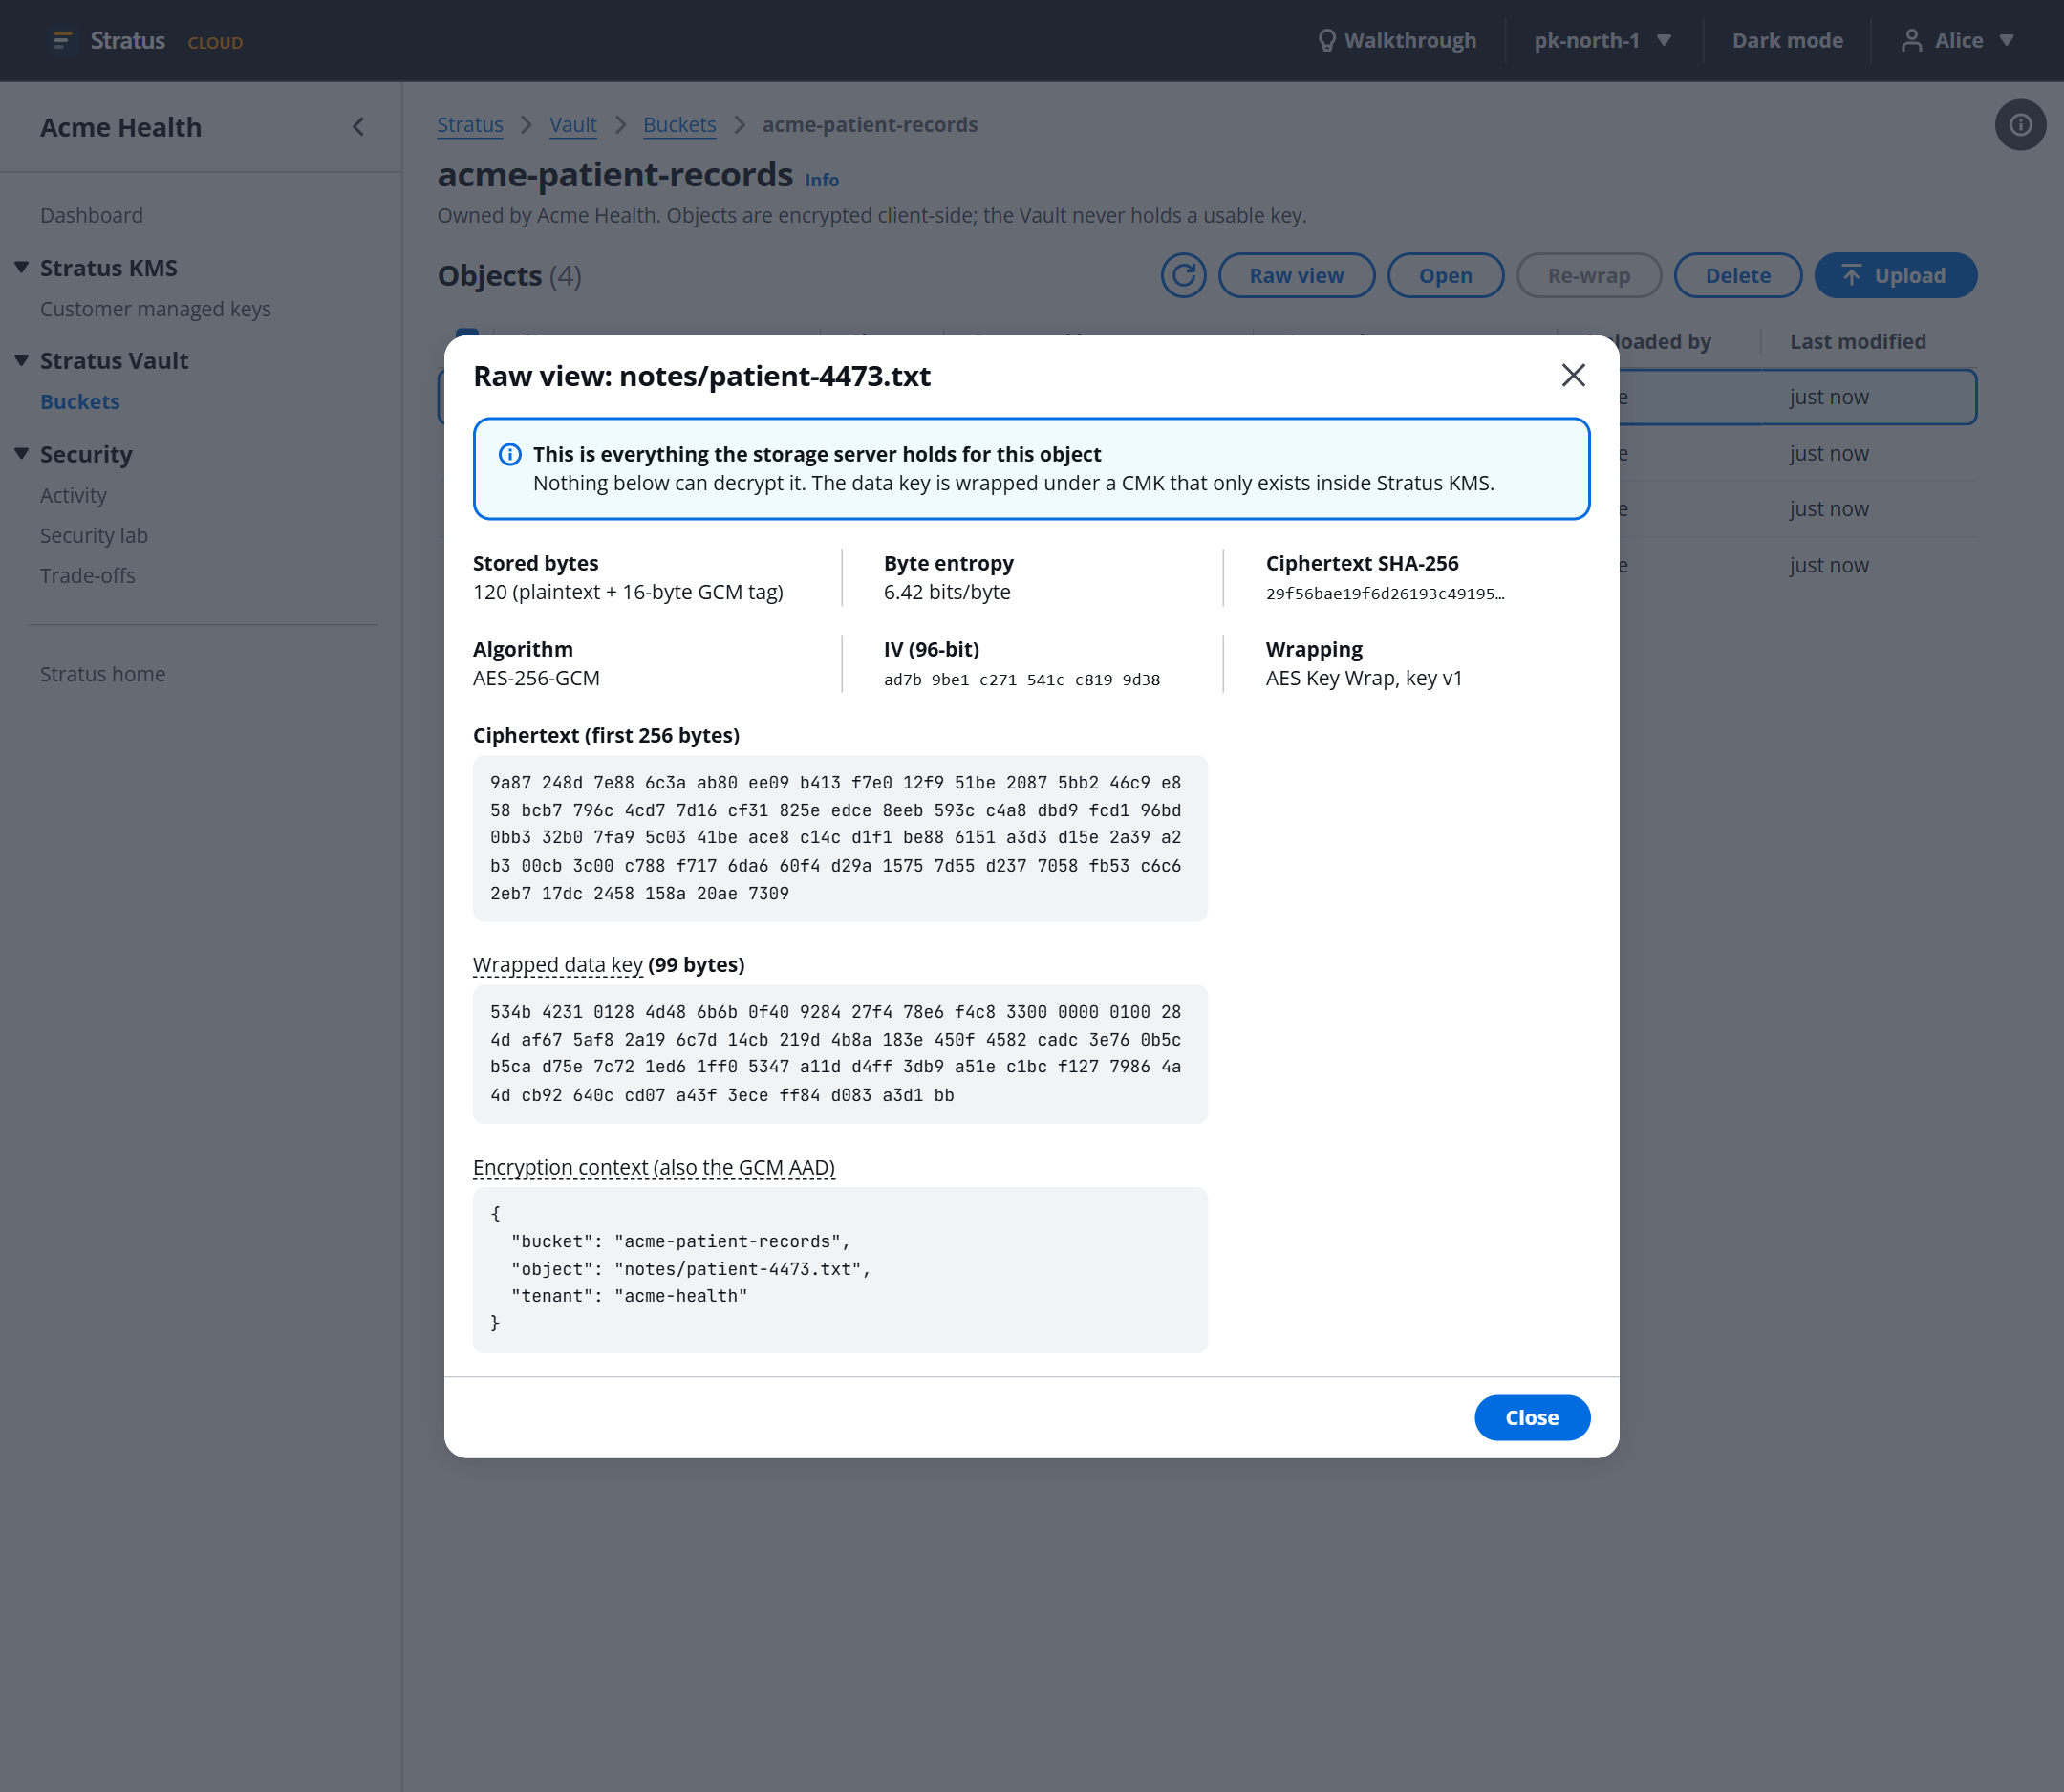 Stratus CLOUD
Walkthrough
pk-north-1
Dark mode
Alice
Acme Health
Dashboard
Stratus KMS
Customer managed keys
Stratus Vault
Buckets
Security
Activity
Security lab
Trade-offs
Stratus home
Stratus > Vault > Buckets > acme-patient-records
acme-patient-records Info
Owned by Acme Health. Objects are encrypted client-side; the Vault never holds a usable key.
Objects (4)
Raw view
Open
Re-wrap
Delete
Upload
Last modified
just now
just now
just now
just now
Raw view: notes/patient-4473.txt
This is everything the storage server holds for this object
Nothing below can decrypt it. The data key is wrapped under a CMK that only exists inside Stratus KMS.
Stored bytes
120 (plaintext + 16-byte GCM tag)
Byte entropy
6.42 bits/byte
Ciphertext SHA-256
29f56bae19f6d26193c49195…
Algorithm
AES-256-GCM
IV (96-bit)
ad7b 9be1 c271 541c c819 9d38
Wrapping
AES Key Wrap, key v1
Ciphertext (first 256 bytes)
9a87 248d 7e88 6c3a ab80 ee09 b413 f7e0 12f9 51be 2087 5bb2 46c9 e8
58 bcb7 796c 4cd7 7d16 cf31 825e edce 8eeb 593c c4a8 dbd9 fcd1 96bd
0bb3 32b0 7fa9 5c03 41be ace8 c14c d1f1 be88 6151 a3d3 d15e 2a39 a2
b3 00cb 3c00 c788 f717 6da6 60f4 d29a 1575 7d55 d237 7058 fb53 c6c6
2eb7 17dc 2458 158a 20ae 7309
Wrapped data key (99 bytes)
534b 4231 0128 4d48 6b6b 0f40 9284 27f4 78e6 f4c8 3300 0000 0100 28
4d af67 5af8 2a19 6c7d 14cb 219d 4b8a 183e 450f 4582 cadc 3e76 0b5c
b5ca d75e 7c72 1ed6 1ff0 5347 a11d d4ff 3db9 a51e c1bc f127 7986 4a
4d cb92 640c cd07 a43f 3ece ff84 d083 a3d1 bb
Encryption context (also the GCM AAD)
{
"bucket": "acme-patient-records",
"object": "notes/patient-4473.txt",
"tenant": "acme-health"
}
Close